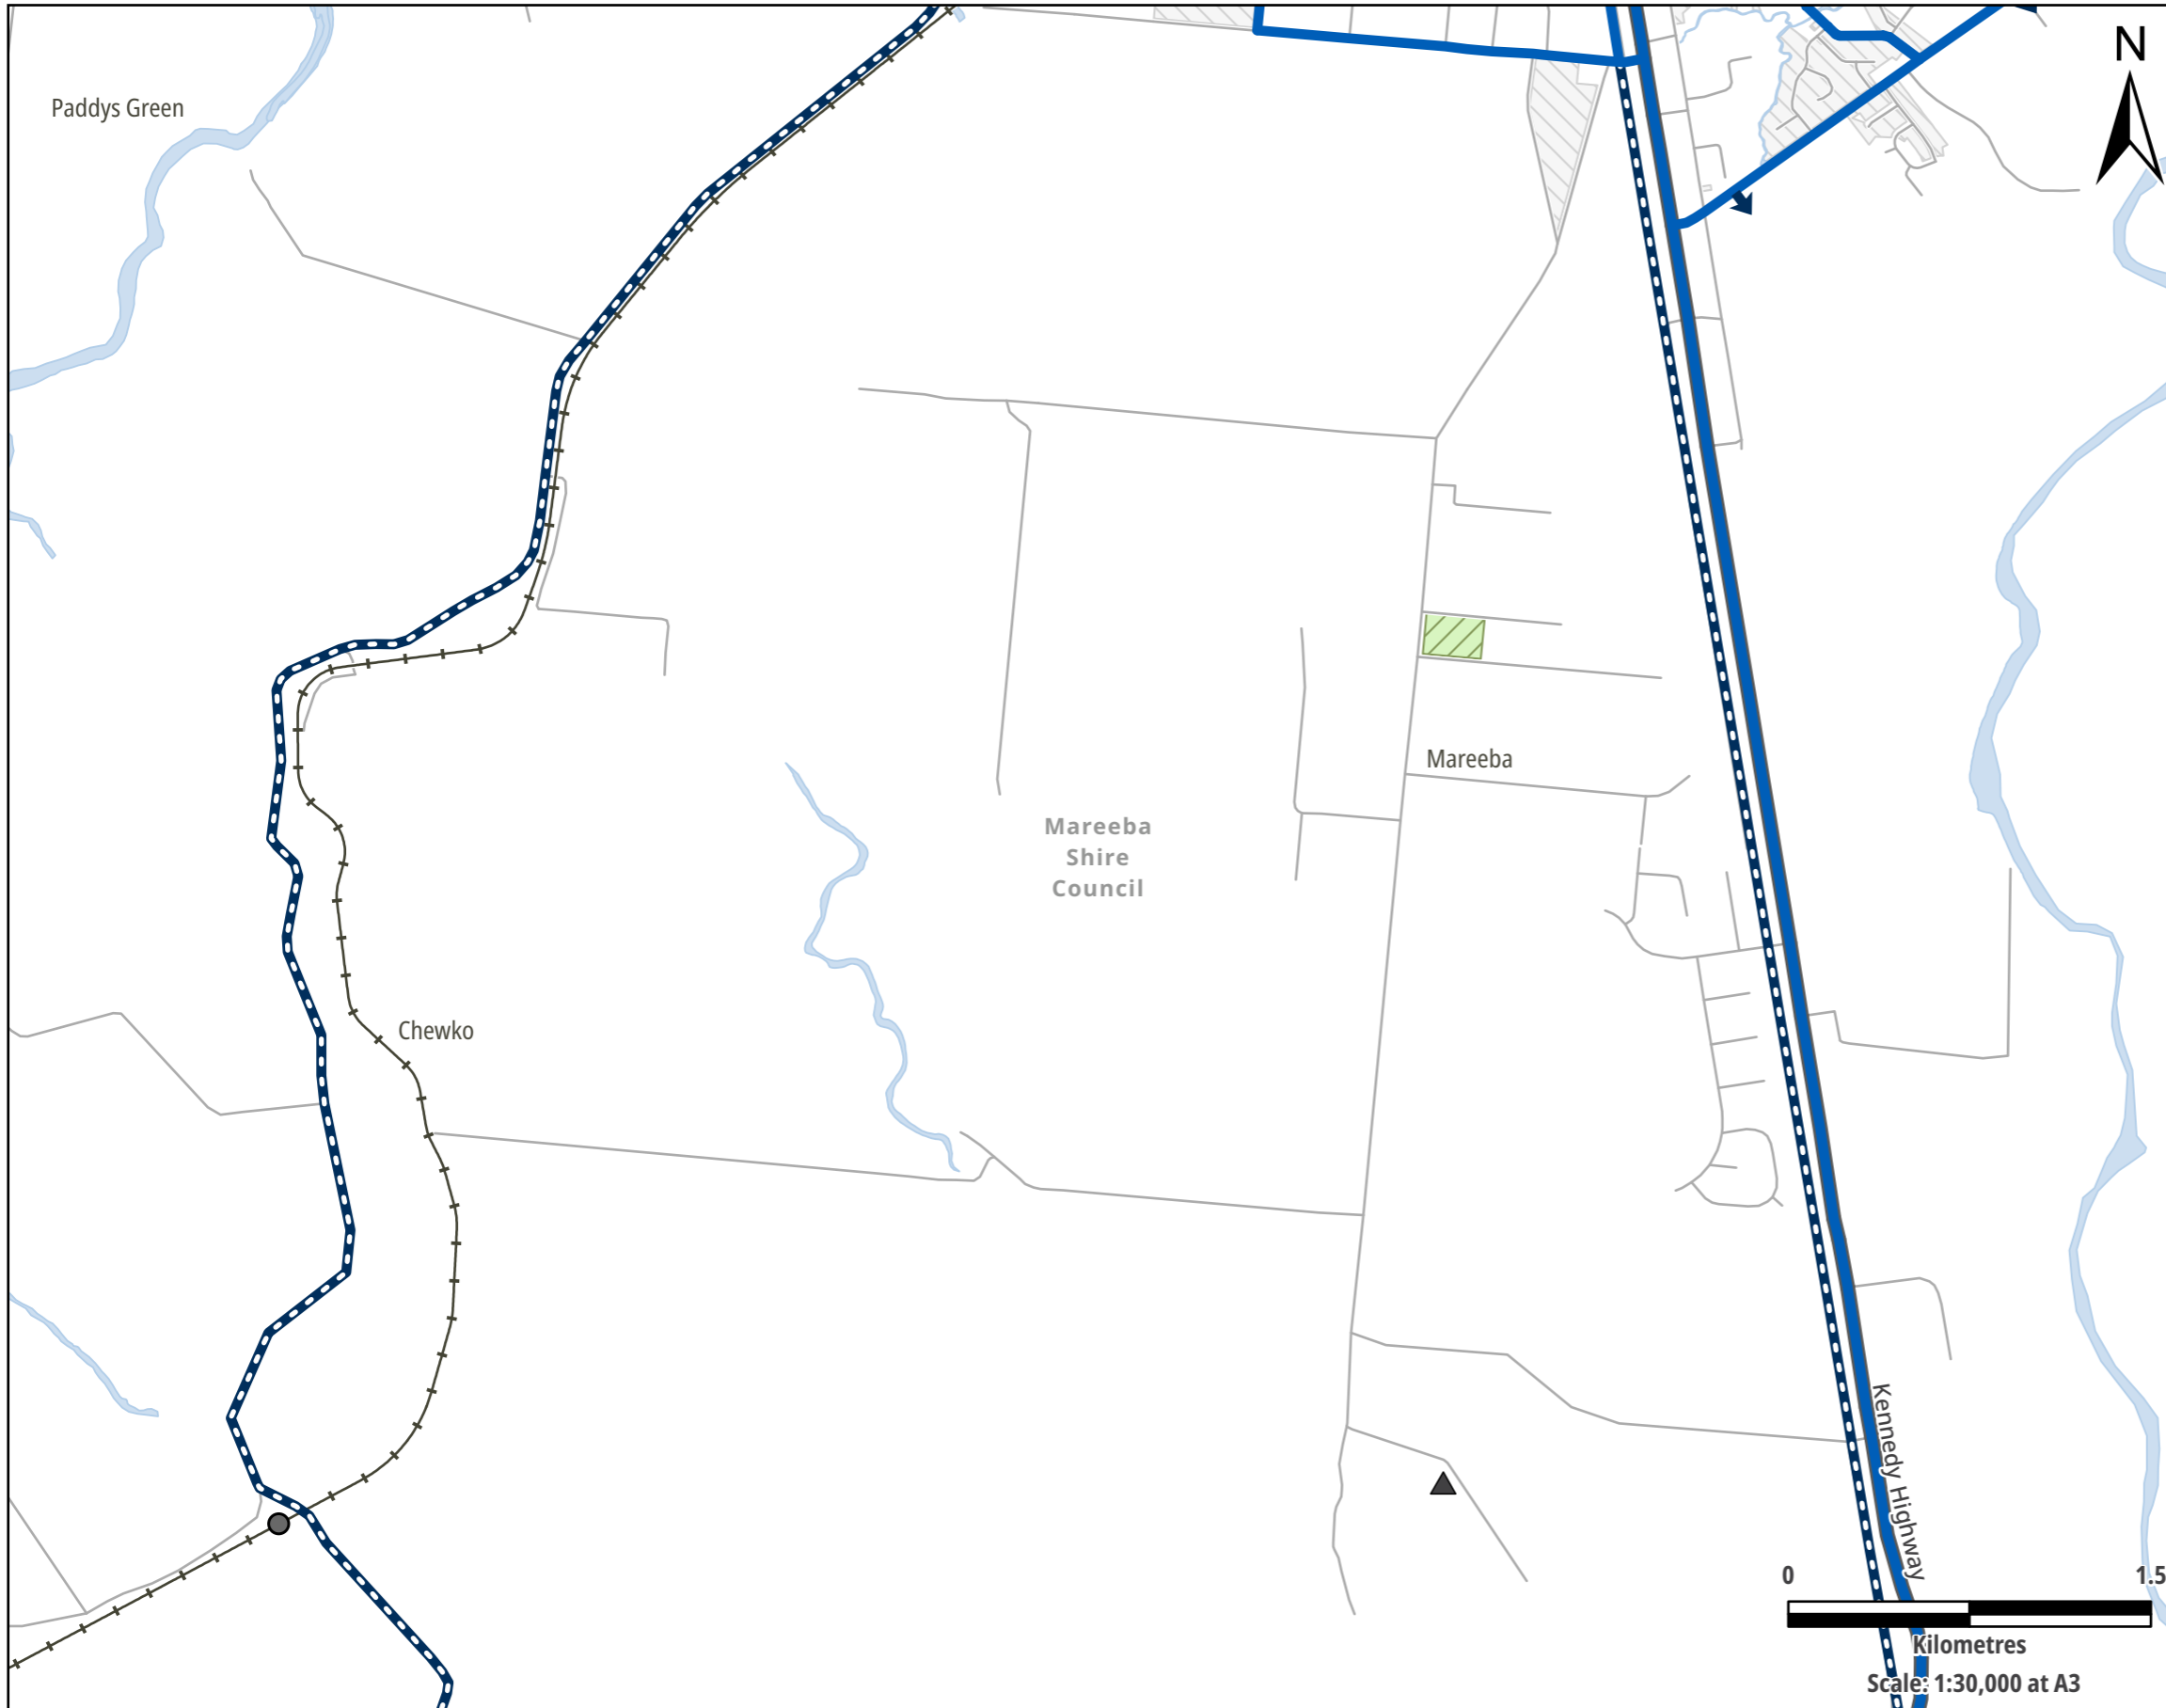 N
Paddys Green
Mareeba
Mareeba
Shire
Council
Chewko
Kennedy Highway
0 1.5
Kilometres
Scale: 1:30,000 at A3